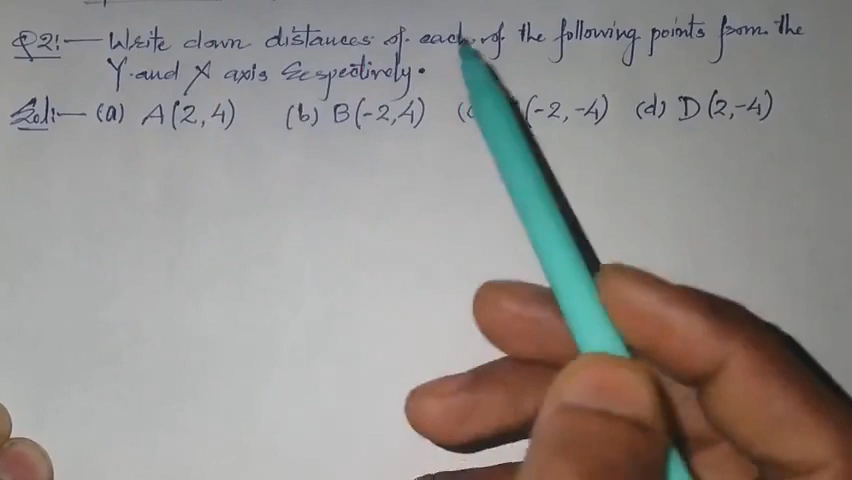 Q2:— Write down distances of each of the following points from the
Y and X axis Respectively.
Sol:— (a) A(2,4) (b) B(-2,4) (c) (-2,-4) (d) D(2,-4)